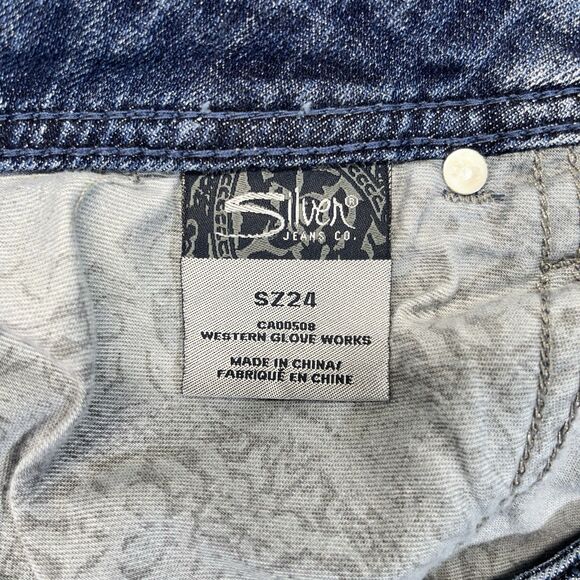 Silver®
JEANS CO.
SZ24
CA00508
WESTERN GLOVE WORKS
MADE IN CHINA/
FABRIQUÉ EN CHINE